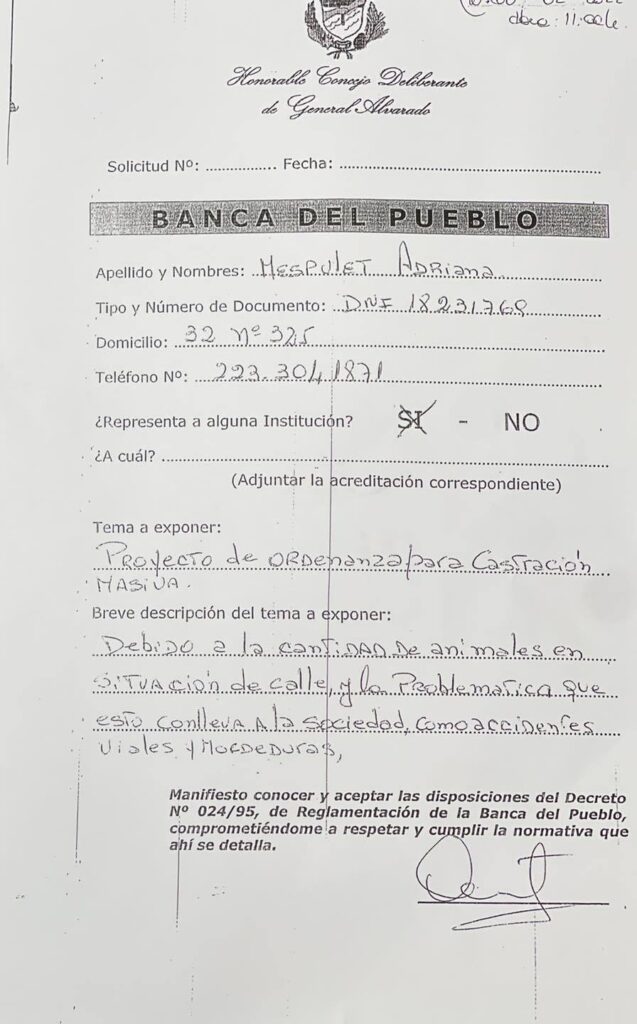 dbre: 11.00h.
Honorable Concejo Deliberante
de General Alvarado
Solicitud Nº: ................ Fecha: ................................................
BANCA DEL PUEBLO
Apellido y Nombres: Mespulet Adriana
Tipo y Número de Documento: DNI 18231768
Domicilio: 32 nº 325
Teléfono Nº: 223.304 1871
¿Representa a alguna Institución? SI - NO
¿A cuál? ................................................
(Adjuntar la acreditación correspondiente)
Tema a exponer:
Proyecto de ORDenanza para Castración
MASIVA.
Breve descripción del tema a exponer:
Debido a la cantidad de animales en
situación de calle, y la Problematica que
esto conlleva a la sociedad, como accidentes
viales y Mordeduras,
Manifiesto conocer y aceptar las disposiciones del Decreto
Nº 024/95, de Reglamentación de la Banca del Pueblo,
comprometiéndome a respetar y cumplir la normativa que
ahí se detalla.